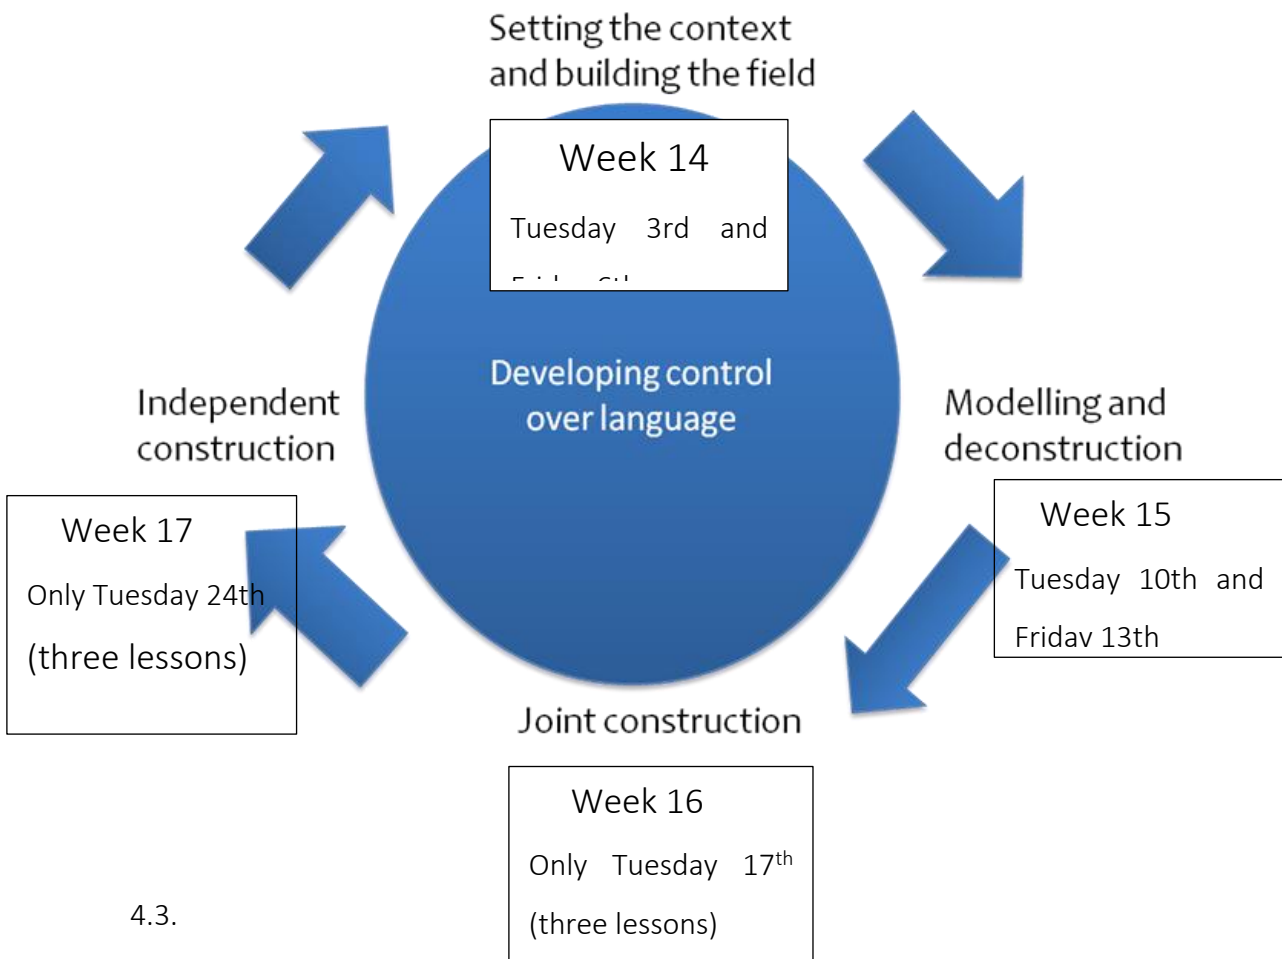 Setting the context
and building the field
Week 14
Tuesday 3rd and
Developing control
over language
Modelling and
deconstruction
Week 15
Tuesday 10th and
Friday 13th
Joint construction
Week 16
Only Tuesday 17th
(three lessons)
Independent
construction
Week 17
Only Tuesday 24th
(three lessons)
4.3.